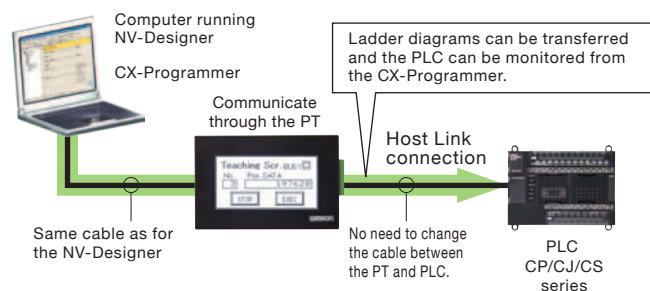 Computer running
NV-Designer
CX-Programmer
Ladder diagrams can be transferred
and the PLC can be monitored from
the CX-Programmer.
Communicate
through the PT
Host Link
connection
Teaching Scr.
No. Pos.DATA
3 197628
STOP EXEC
OMRON
Same cable as for
the NV-Designer
No need to change
the cable between
the PT and PLC.
PLC
CP/CJ/CS
series